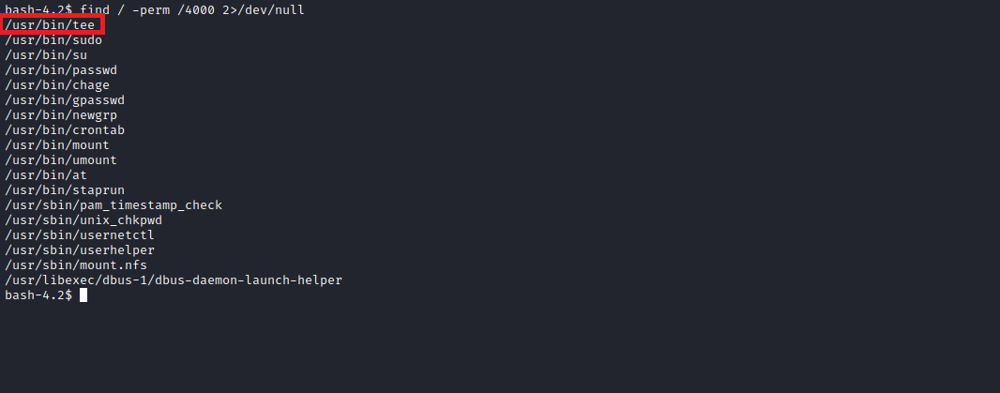 bash-4.2$ find / -perm /4000 2>/dev/null
/usr/bin/tee
/usr/bin/sudo
/usr/bin/su
/usr/bin/passwd
/usr/bin/chage
/usr/bin/gpasswd
/usr/bin/newgrp
/usr/bin/crontab
/usr/bin/mount
/usr/bin/umount
/usr/bin/at
/usr/bin/staprun
/usr/sbin/pam_timestamp_check
/usr/sbin/unix_chkpwd
/usr/sbin/usernetctl
/usr/sbin/userhelper
/usr/sbin/mount.nfs
/usr/libexec/dbus-1/dbus-daemon-launch-helper
bash-4.2$